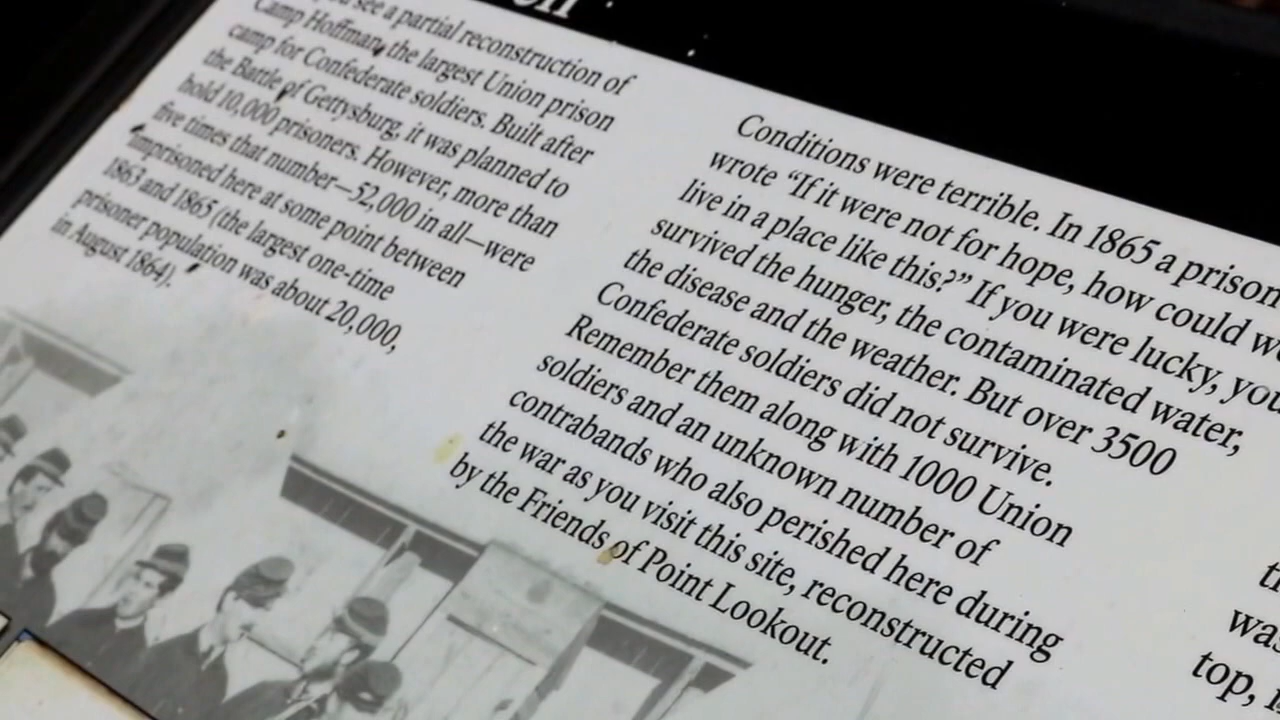 see a partial reconstruction of
Camp Hoffman, the largest Union prison
camp for Confederate soldiers. Built after
the Battle of Gettysburg, it was planned to
hold 10,000 prisoners. However, more than
five times that number—52,000 in all—were
imprisoned here at some point between
1863 and 1865 (the largest one-time
prisoner population was about 20,000,
in August 1864).
Conditions were terrible. In 1865 a prison
wrote “If it were not for hope, how could w
live in a place like this?” If you were lucky, you
survived the hunger, the contaminated water,
the disease and the weather. But over 3500
Confederate soldiers did not survive.
Remember them along with 1000 Union
soldiers and an unknown number of
contrabands who also perished here during
the war as you visit this site, reconstructed
by the Friends of Point Lookout.
top,